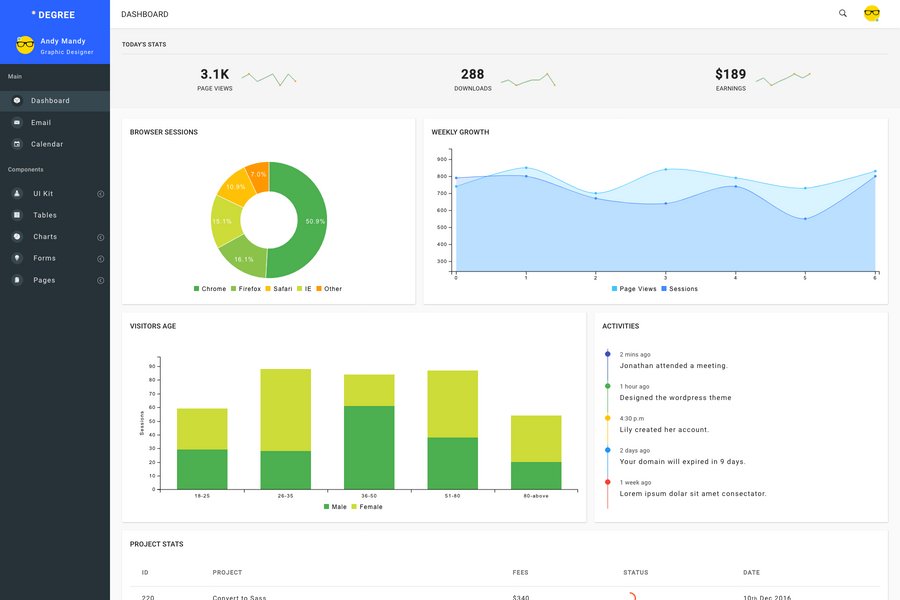 * DEGREE
Andy Mandy
Graphic Designer
Main
Dashboard
Email
Calendar
Components
UI Kit
Tables
Charts
Forms
Pages
DASHBOARD
TODAY'S STATS
3.1K
PAGE VIEWS
288
DOWNLOADS
$189
EARNINGS
BROWSER SESSIONS
7.0%
10.9%
15.1%
16.1%
50.9%
Chrome Firefox Safari IE Other
WEEKLY GROWTH
900
800
700
600
500
400
300
0 1 2 3 4 5 6
Page Views Sessions
VISITORS AGE
Sessions
90
80
70
60
50
40
30
20
10
0
18-25 26-35 36-50 51-80 80-above
Male Female
ACTIVITIES
2 mins ago
Jonathan attended a meeting.
1 hour ago
Designed the wordpress theme
4:30 p.m
Lily created her account.
2 days ago
Your domain will expired in 9 days.
1 week ago
Lorem ipsum dolar sit amet consectator.
PROJECT STATS
ID PROJECT FEES STATUS DATE
220 Convert to Sass $340 10th Dec 2016